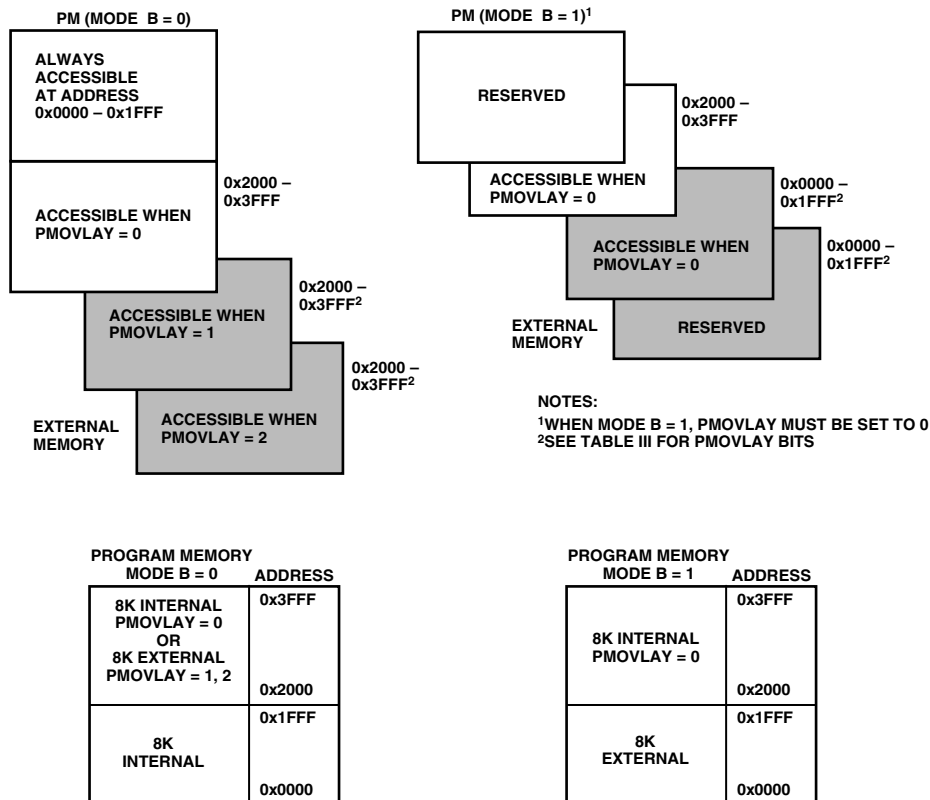 PM (MODE B = 0)
ALWAYS
ACCESSIBLE
AT ADDRESS
0x0000 – 0x1FFF
0x2000 –
0x3FFF
ACCESSIBLE WHEN
PMOVLAY = 0
0x2000 –
0x3FFF²
ACCESSIBLE WHEN
PMOVLAY = 1
0x2000 –
0x3FFF²
EXTERNAL
MEMORY
ACCESSIBLE WHEN
PMOVLAY = 2
PM (MODE B = 1)¹
RESERVED
0x2000 –
0x3FFF
ACCESSIBLE WHEN
PMOVLAY = 0
0x0000 –
0x1FFF²
ACCESSIBLE WHEN
PMOVLAY = 0
0x0000 –
0x1FFF²
EXTERNAL
MEMORY
RESERVED
NOTES:
¹WHEN MODE B = 1, PMOVLAY MUST BE SET TO 0
²SEE TABLE III FOR PMOVLAY BITS
PROGRAM MEMORY
MODE B = 0 ADDRESS
8K INTERNAL
PMOVLAY = 0
OR
8K EXTERNAL
PMOVLAY = 1, 2
0x3FFF
0x2000
8K
INTERNAL
0x1FFF
0x0000
PROGRAM MEMORY
MODE B = 1 ADDRESS
8K INTERNAL
PMOVLAY = 0
0x3FFF
0x2000
8K
EXTERNAL
0x1FFF
0x0000